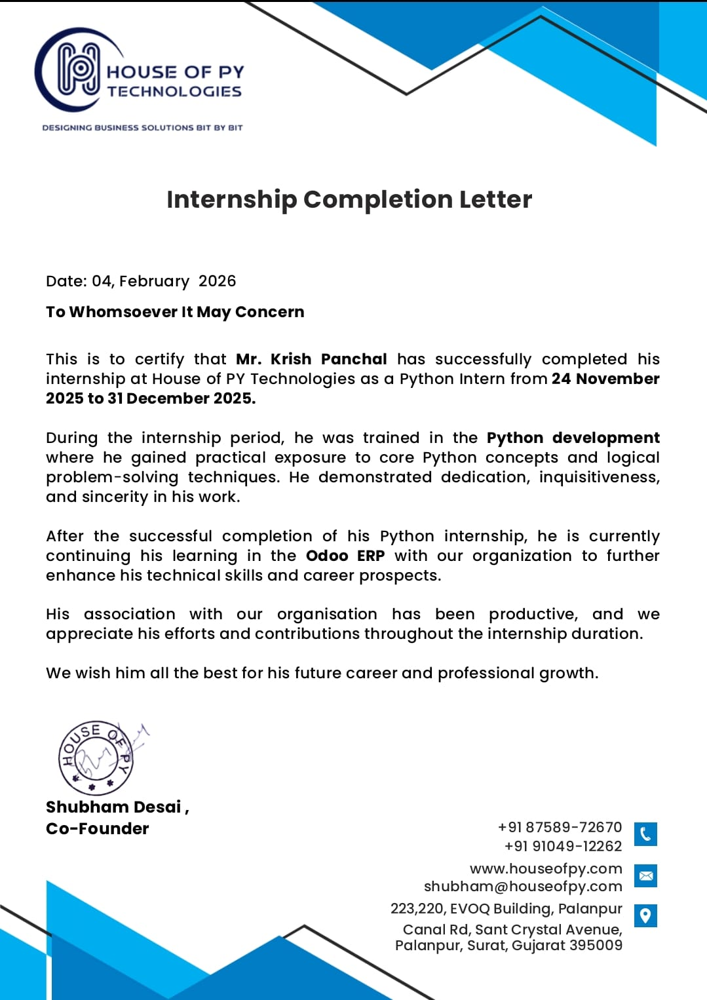 HOUSE OF PY
TECHNOLOGIES
DESIGNING BUSINESS SOLUTIONS BIT BY BIT
Internship Completion Letter
Date: 04, February 2026
To Whomsoever It May Concern
This is to certify that Mr. Krish Panchal has successfully completed his
internship at House of PY Technologies as a Python Intern from 24 November
2025 to 31 December 2025.
During the internship period, he was trained in the Python development
where he gained practical exposure to core Python concepts and logical
problem-solving techniques. He demonstrated dedication, inquisitiveness,
and sincerity in his work.
After the successful completion of his Python internship, he is currently
continuing his learning in the Odoo ERP with our organization to further
enhance his technical skills and career prospects.
His association with our organisation has been productive, and we
appreciate his efforts and contributions throughout the internship duration.
We wish him all the best for his future career and professional growth.
HOUSE OF PY
Shubham Desai ,
Co-Founder
+91 87589-72670
+91 91049-12262
www.houseofpy.com
shubham@houseofpy.com
223,220, EVOQ Building, Palanpur
Canal Rd, Sant Crystal Avenue,
Palanpur, Surat, Gujarat 395009